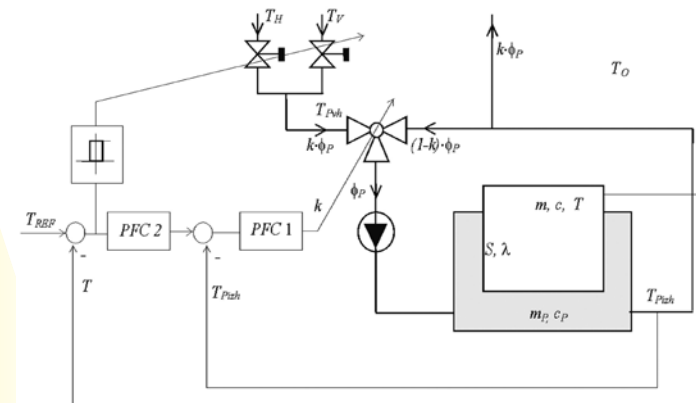 T_H T_V
k·ϕ_P
T_O
T_Pvh
k·ϕ_P
(1-k)·ϕ_P
ϕ_P
k
T_REF
PFC 2
PFC 1
-
-
T
T_Pizh
m, c, T
S, λ
T_Pizh
m_P, c_P